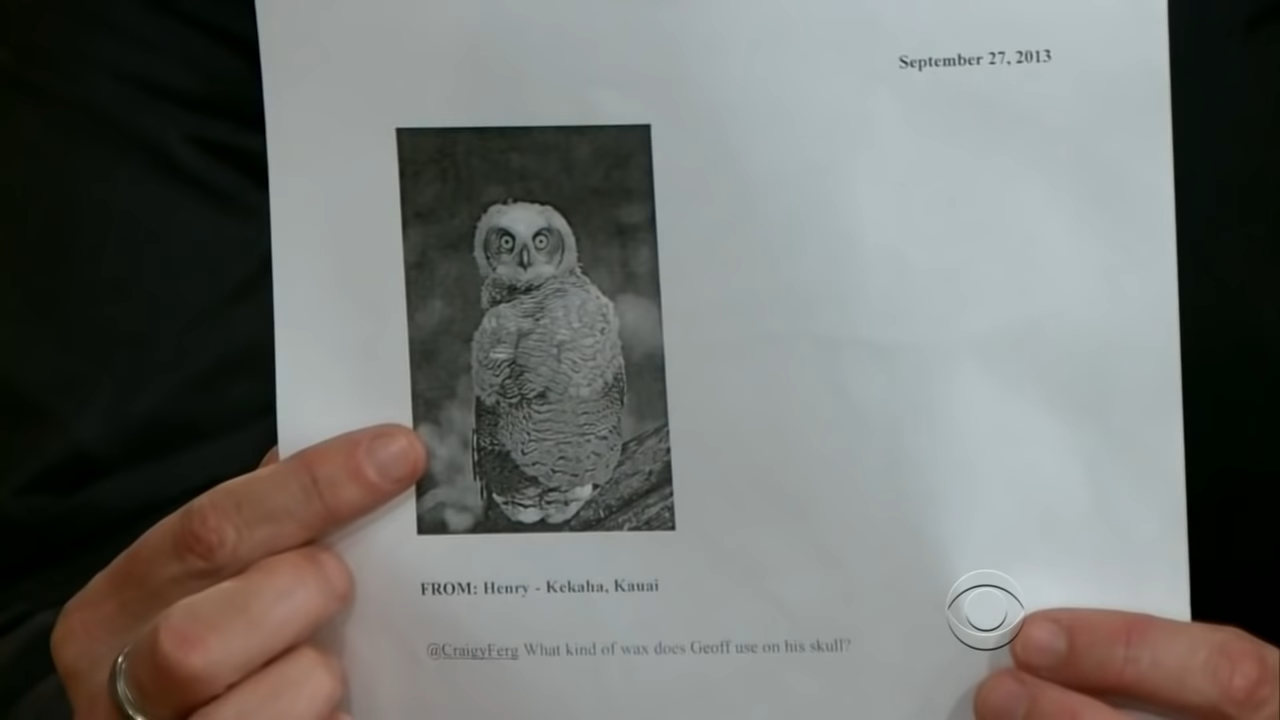 September 27, 2013
FROM: Henry - Kekaha, Kauai
@CraigyFerg What kind of wax does Geoff use on his skull?